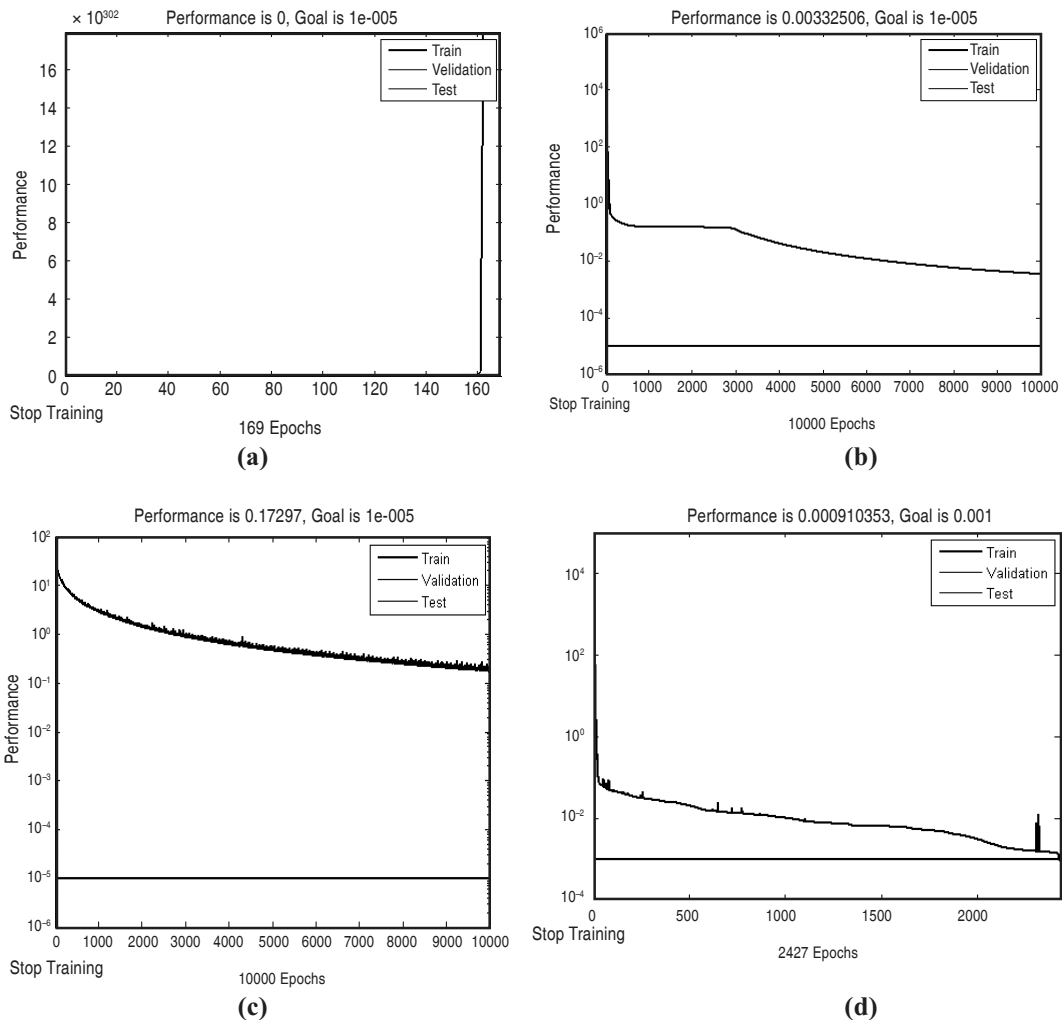 Performance is 0, Goal is 1e-005
× 10^302
Train
Velidation
Test
16
14
12
10
8
6
4
2
0
Performance
0 20 40 60 80 100 120 140 160
Stop Training
169 Epochs
(a)
Performance is 0.00332506, Goal is 1e-005
Train
Velidation
Test
10^6
10^4
10^2
10^0
10^−2
10^−4
10^−6
Performance
0 1000 2000 3000 4000 5000 6000 7000 8000 9000 10000
Stop Training
10000 Epochs
(b)
Performance is 0.17297, Goal is 1e-005
Train
Validation
Test
10^2
10^1
10^0
10^−1
10^−2
10^−3
10^−4
10^−5
10^−6
Performance
0 1000 2000 3000 4000 5000 6000 7000 8000 9000 10000
Stop Training
10000 Epochs
(c)
Performance is 0.000910353, Goal is 0.001
Train
Validation
Test
10^4
10^2
10^0
10^−2
10^−4
Performance
0 500 1000 1500 2000
Stop Training
2427 Epochs
(d)